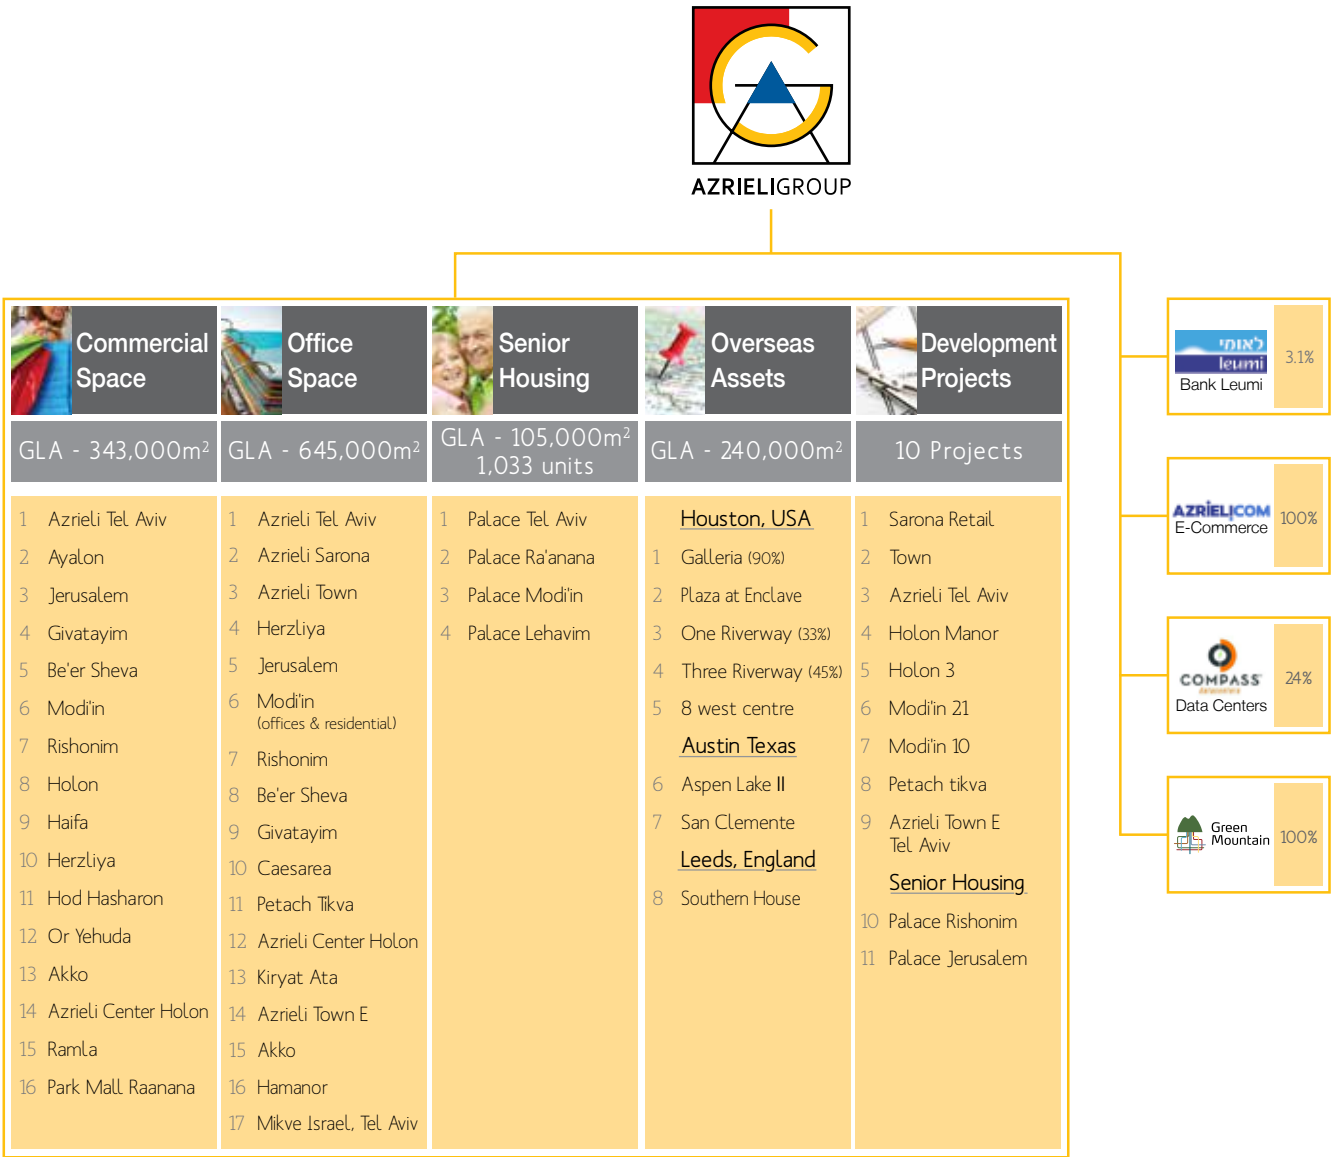 AZRIELIGROUP
Commercial
Space
GLA - 343,000m²
1 Azrieli Tel Aviv
2 Ayalon
3 Jerusalem
4 Givatayim
5 Be'er Sheva
6 Modi'in
7 Rishonim
8 Holon
9 Haifa
10 Herzliya
11 Hod Hasharon
12 Or Yehuda
13 Akko
14 Azrieli Center Holon
15 Ramla
16 Park Mall Raanana
Office
Space
GLA - 645,000m²
1 Azrieli Tel Aviv
2 Azrieli Sarona
3 Azrieli Town
4 Herzliya
5 Jerusalem
6 Modi'in
(offices & residential)
7 Rishonim
8 Be'er Sheva
9 Givatayim
10 Caesarea
11 Petach Tikva
12 Azrieli Center Holon
13 Kiryat Ata
14 Azrieli Town E
15 Akko
16 Hamanor
17 Mikve Israel, Tel Aviv
Senior
Housing
GLA - 105,000m²
1,033 units
1 Palace Tel Aviv
2 Palace Ra'anana
3 Palace Modi'in
4 Palace Lehavim
Overseas
Assets
GLA - 240,000m²
Houston, USA
1 Galleria (90%)
2 Plaza at Enclave
3 One Riverway (33%)
4 Three Riverway (45%)
5 8 west centre
Austin Texas
6 Aspen Lake II
7 San Clemente
Leeds, England
8 Southern House
Development
Projects
10 Projects
1 Sarona Retail
2 Town
3 Azrieli Tel Aviv
4 Holon Manor
5 Holon 3
6 Modi'in 21
7 Modi'in 10
8 Petach tikva
9 Azrieli Town E
Tel Aviv
Senior Housing
10 Palace Rishonim
11 Palace Jerusalem
לאומי
leumi
Bank Leumi
3.1%
AZRIELI.COM
E-Commerce
100%
COMPASS
datacenters
Data Centers
24%
Green
Mountain
100%